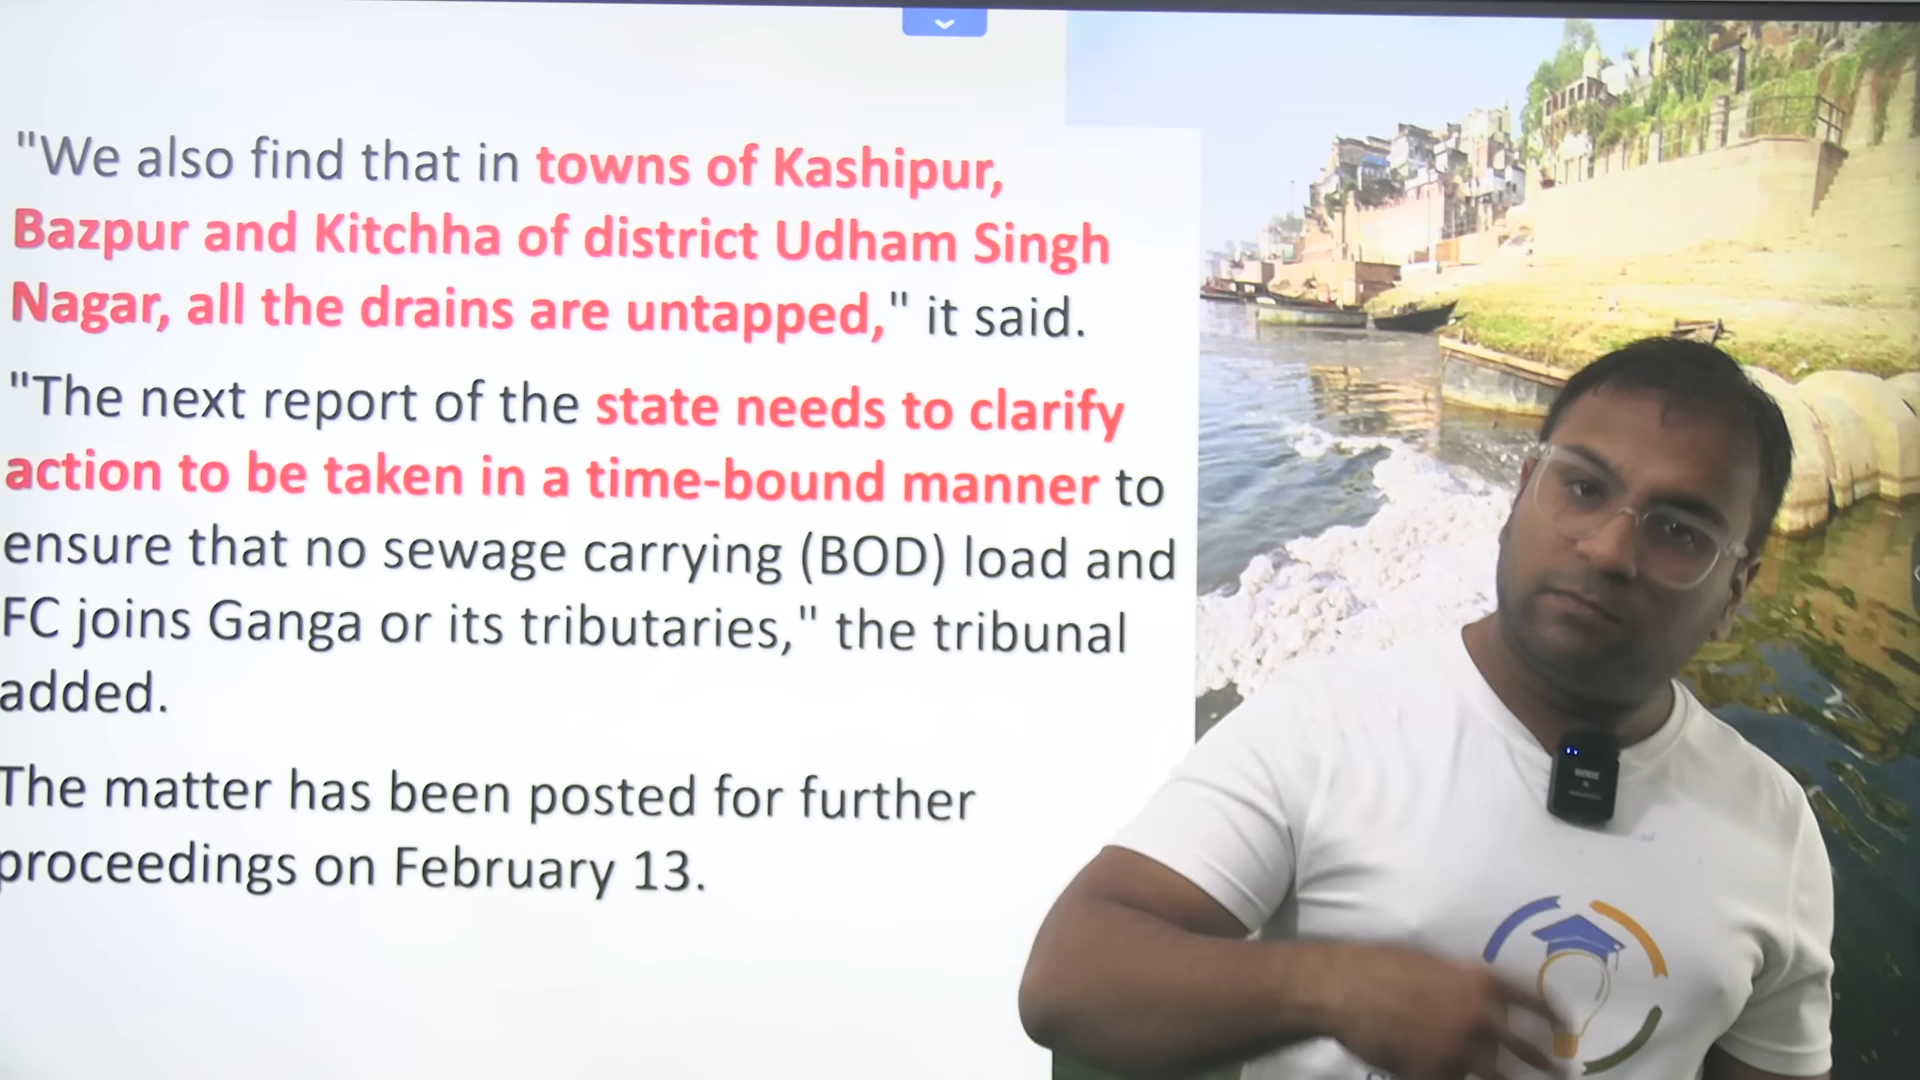 "We also find that in towns of Kashipur,
Bazpur and Kitchha of district Udham Singh
Nagar, all the drains are untapped," it said.
"The next report of the state needs to clarify
action to be taken in a time-bound manner to
ensure that no sewage carrying (BOD) load and
FC joins Ganga or its tributaries," the tribunal
added.
The matter has been posted for further
proceedings on February 13.